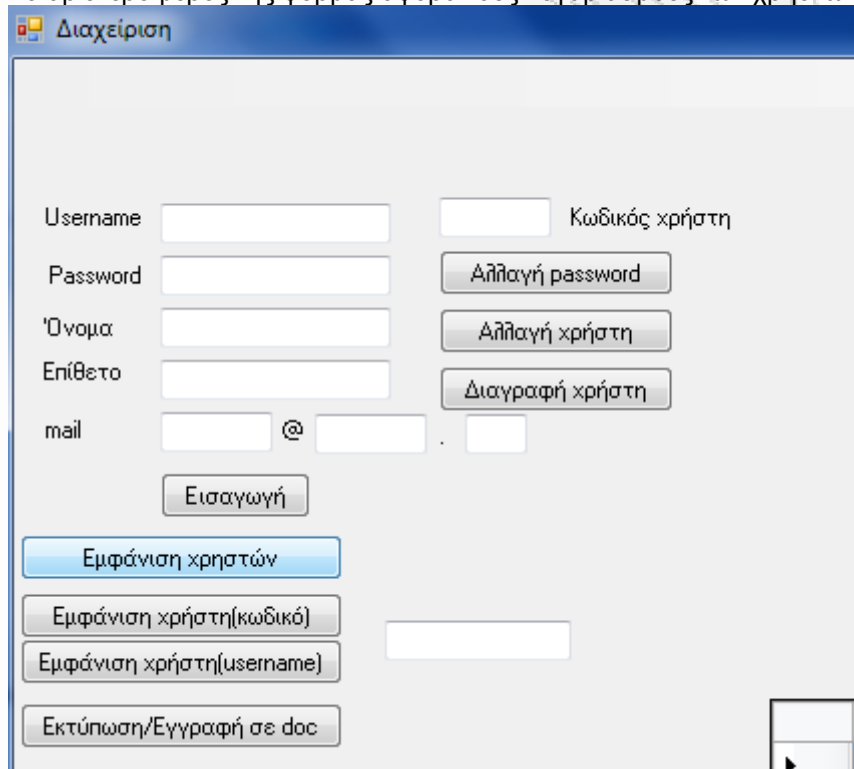 Διαχείριση
Username
Κωδικός χρήστη
Password
Αλλαγή password
Όνομα
Αλλαγή χρήστη
Επίθετο
Διαγραφή χρήστη
mail @ .
Εισαγωγή
Εμφάνιση χρηστών
Εμφάνιση χρήστη(κωδικό)
Εμφάνιση χρήστη(username)
Εκτύπωση/Εγγραφή σε doc